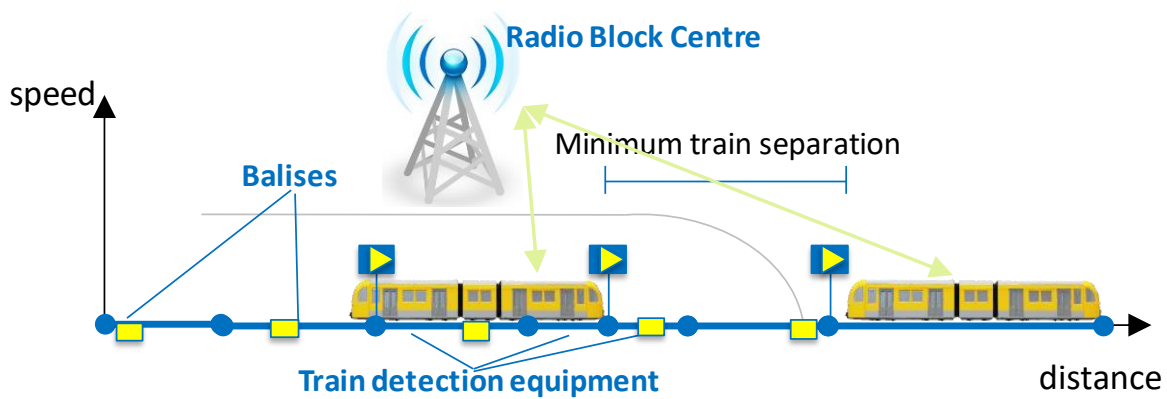 Radio Block Centre
speed
Minimum train separation
Balises
Train detection equipment
distance